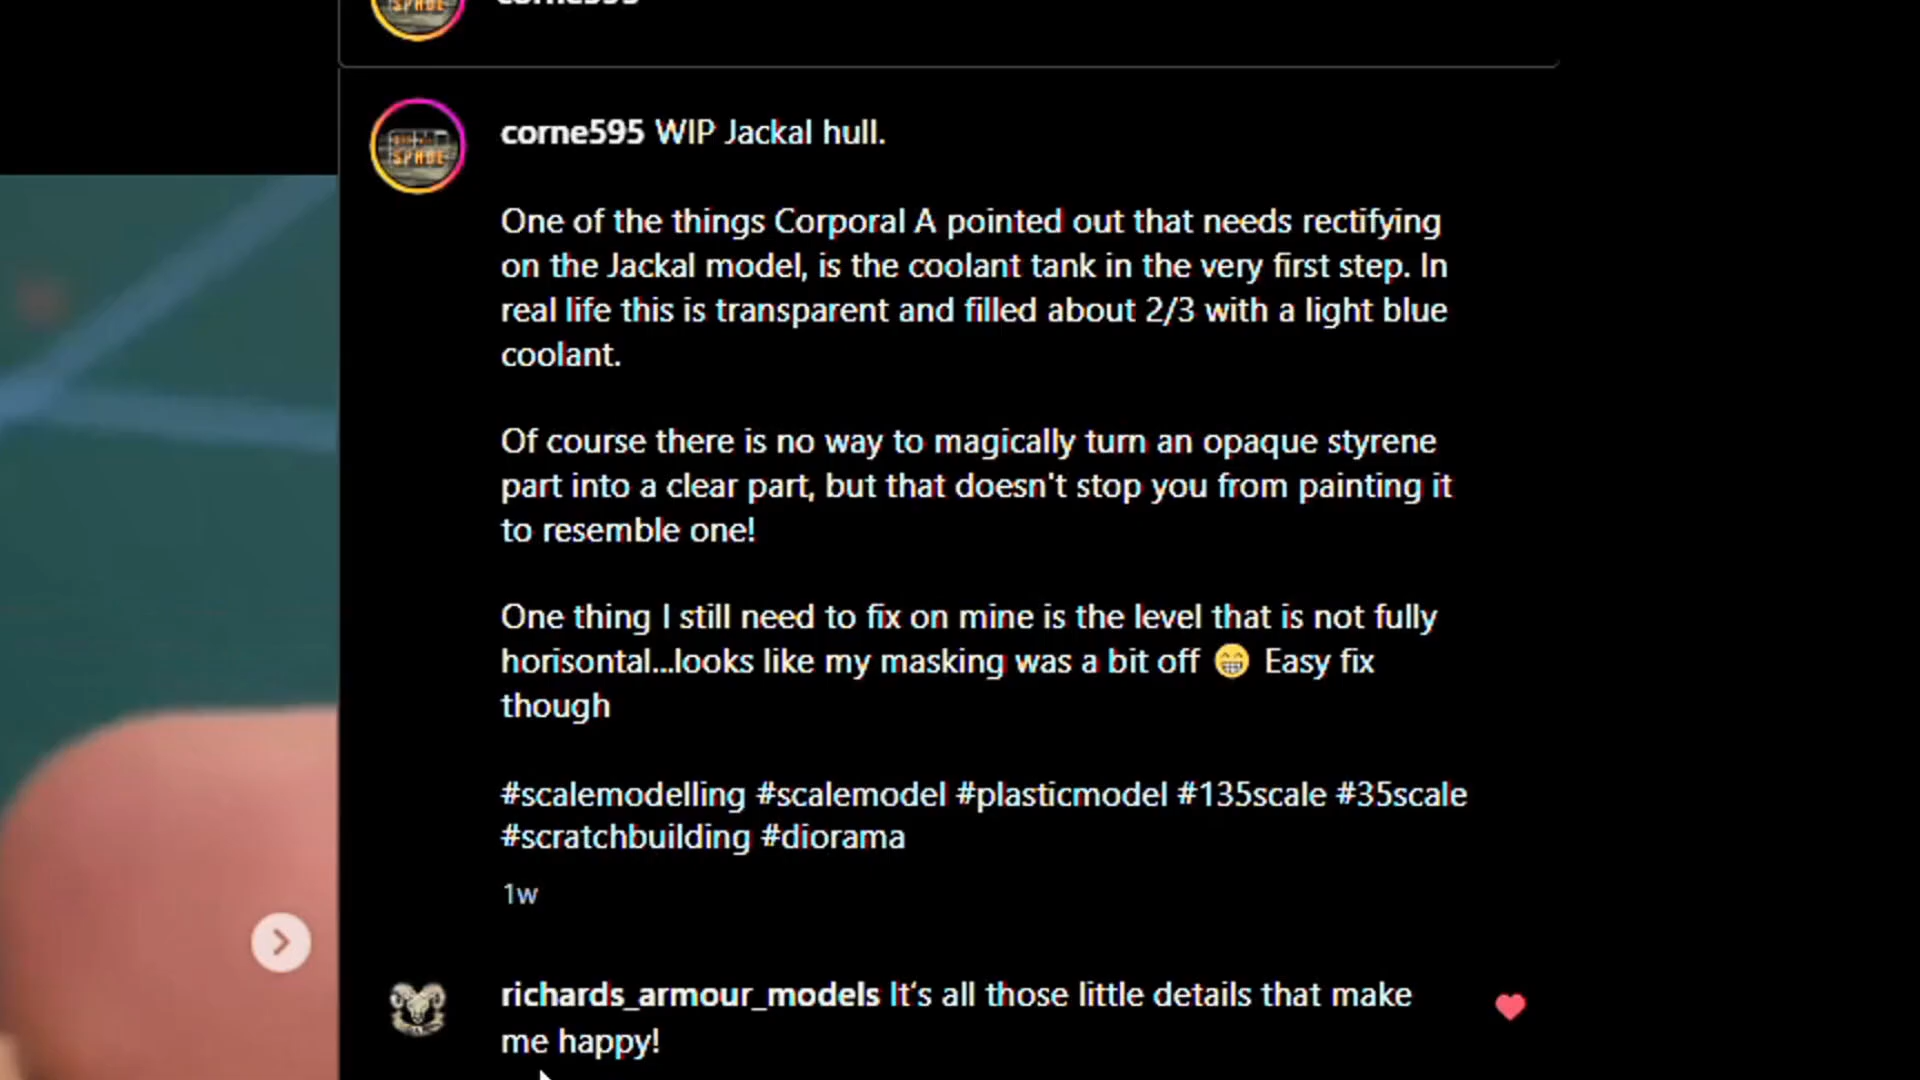 corne595
corne595 WIP Jackal hull.
One of the things Corporal A pointed out that needs rectifying
on the Jackal model, is the coolant tank in the very first step. In
real life this is transparent and filled about 2/3 with a light blue
coolant.
Of course there is no way to magically turn an opaque styrene
part into a clear part, but that doesn't stop you from painting it
to resemble one!
One thing I still need to fix on mine is the level that is not fully
horisontal...looks like my masking was a bit off 😁 Easy fix
though
#scalemodelling #scalemodel #plasticmodel #135scale #35scale
#scratchbuilding #diorama
1w
richards_armour_models It's all those little details that make
me happy!